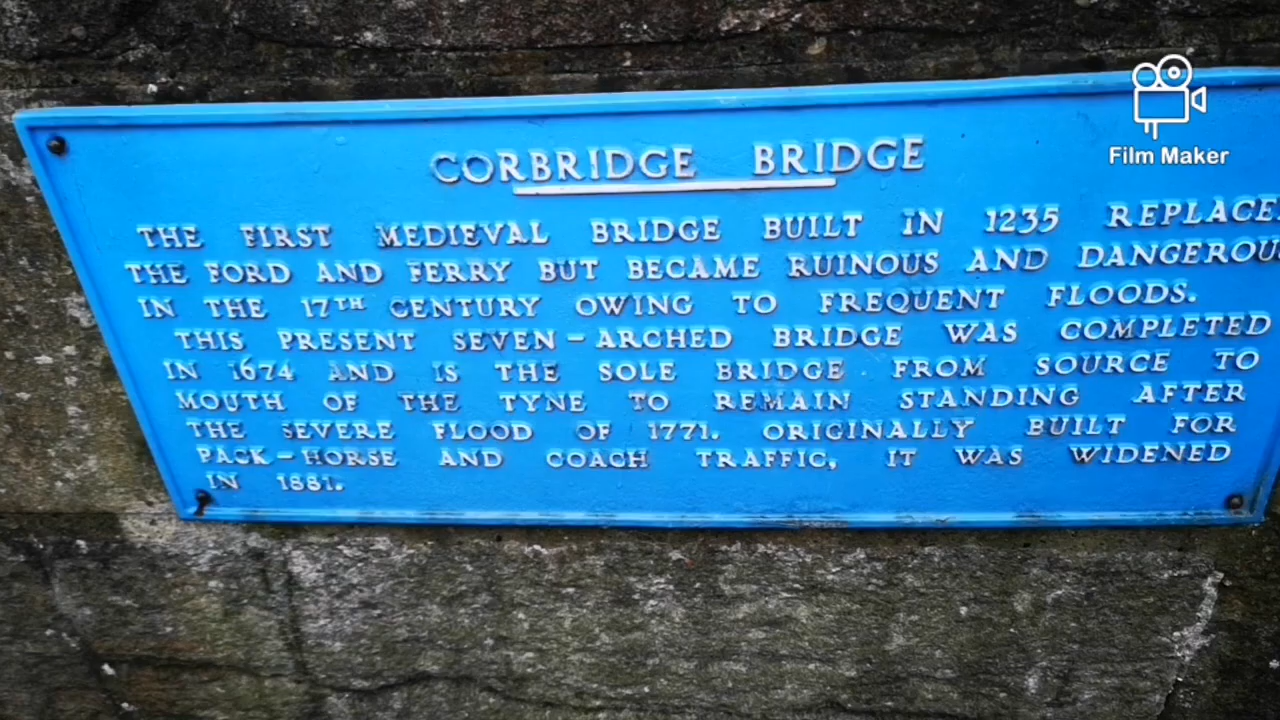 Film Maker
CORBRIDGE BRIDGE
THE FIRST MEDIEVAL BRIDGE BUILT IN 1235 REPLACE
THE FORD AND FERRY BUT BECAME RUINOUS AND DANGEROU
IN THE 17TH CENTURY OWING TO FREQUENT FLOODS.
THIS PRESENT SEVEN-ARCHED BRIDGE WAS COMPLETED
IN 1674 AND IS THE SOLE BRIDGE FROM SOURCE TO
MOUTH OF THE TYNE TO REMAIN STANDING AFTER
THE SEVERE FLOOD OF 1771. ORIGINALLY BUILT FOR
PACK-HORSE AND COACH TRAFFIC, IT WAS WIDENED
IN 1881.